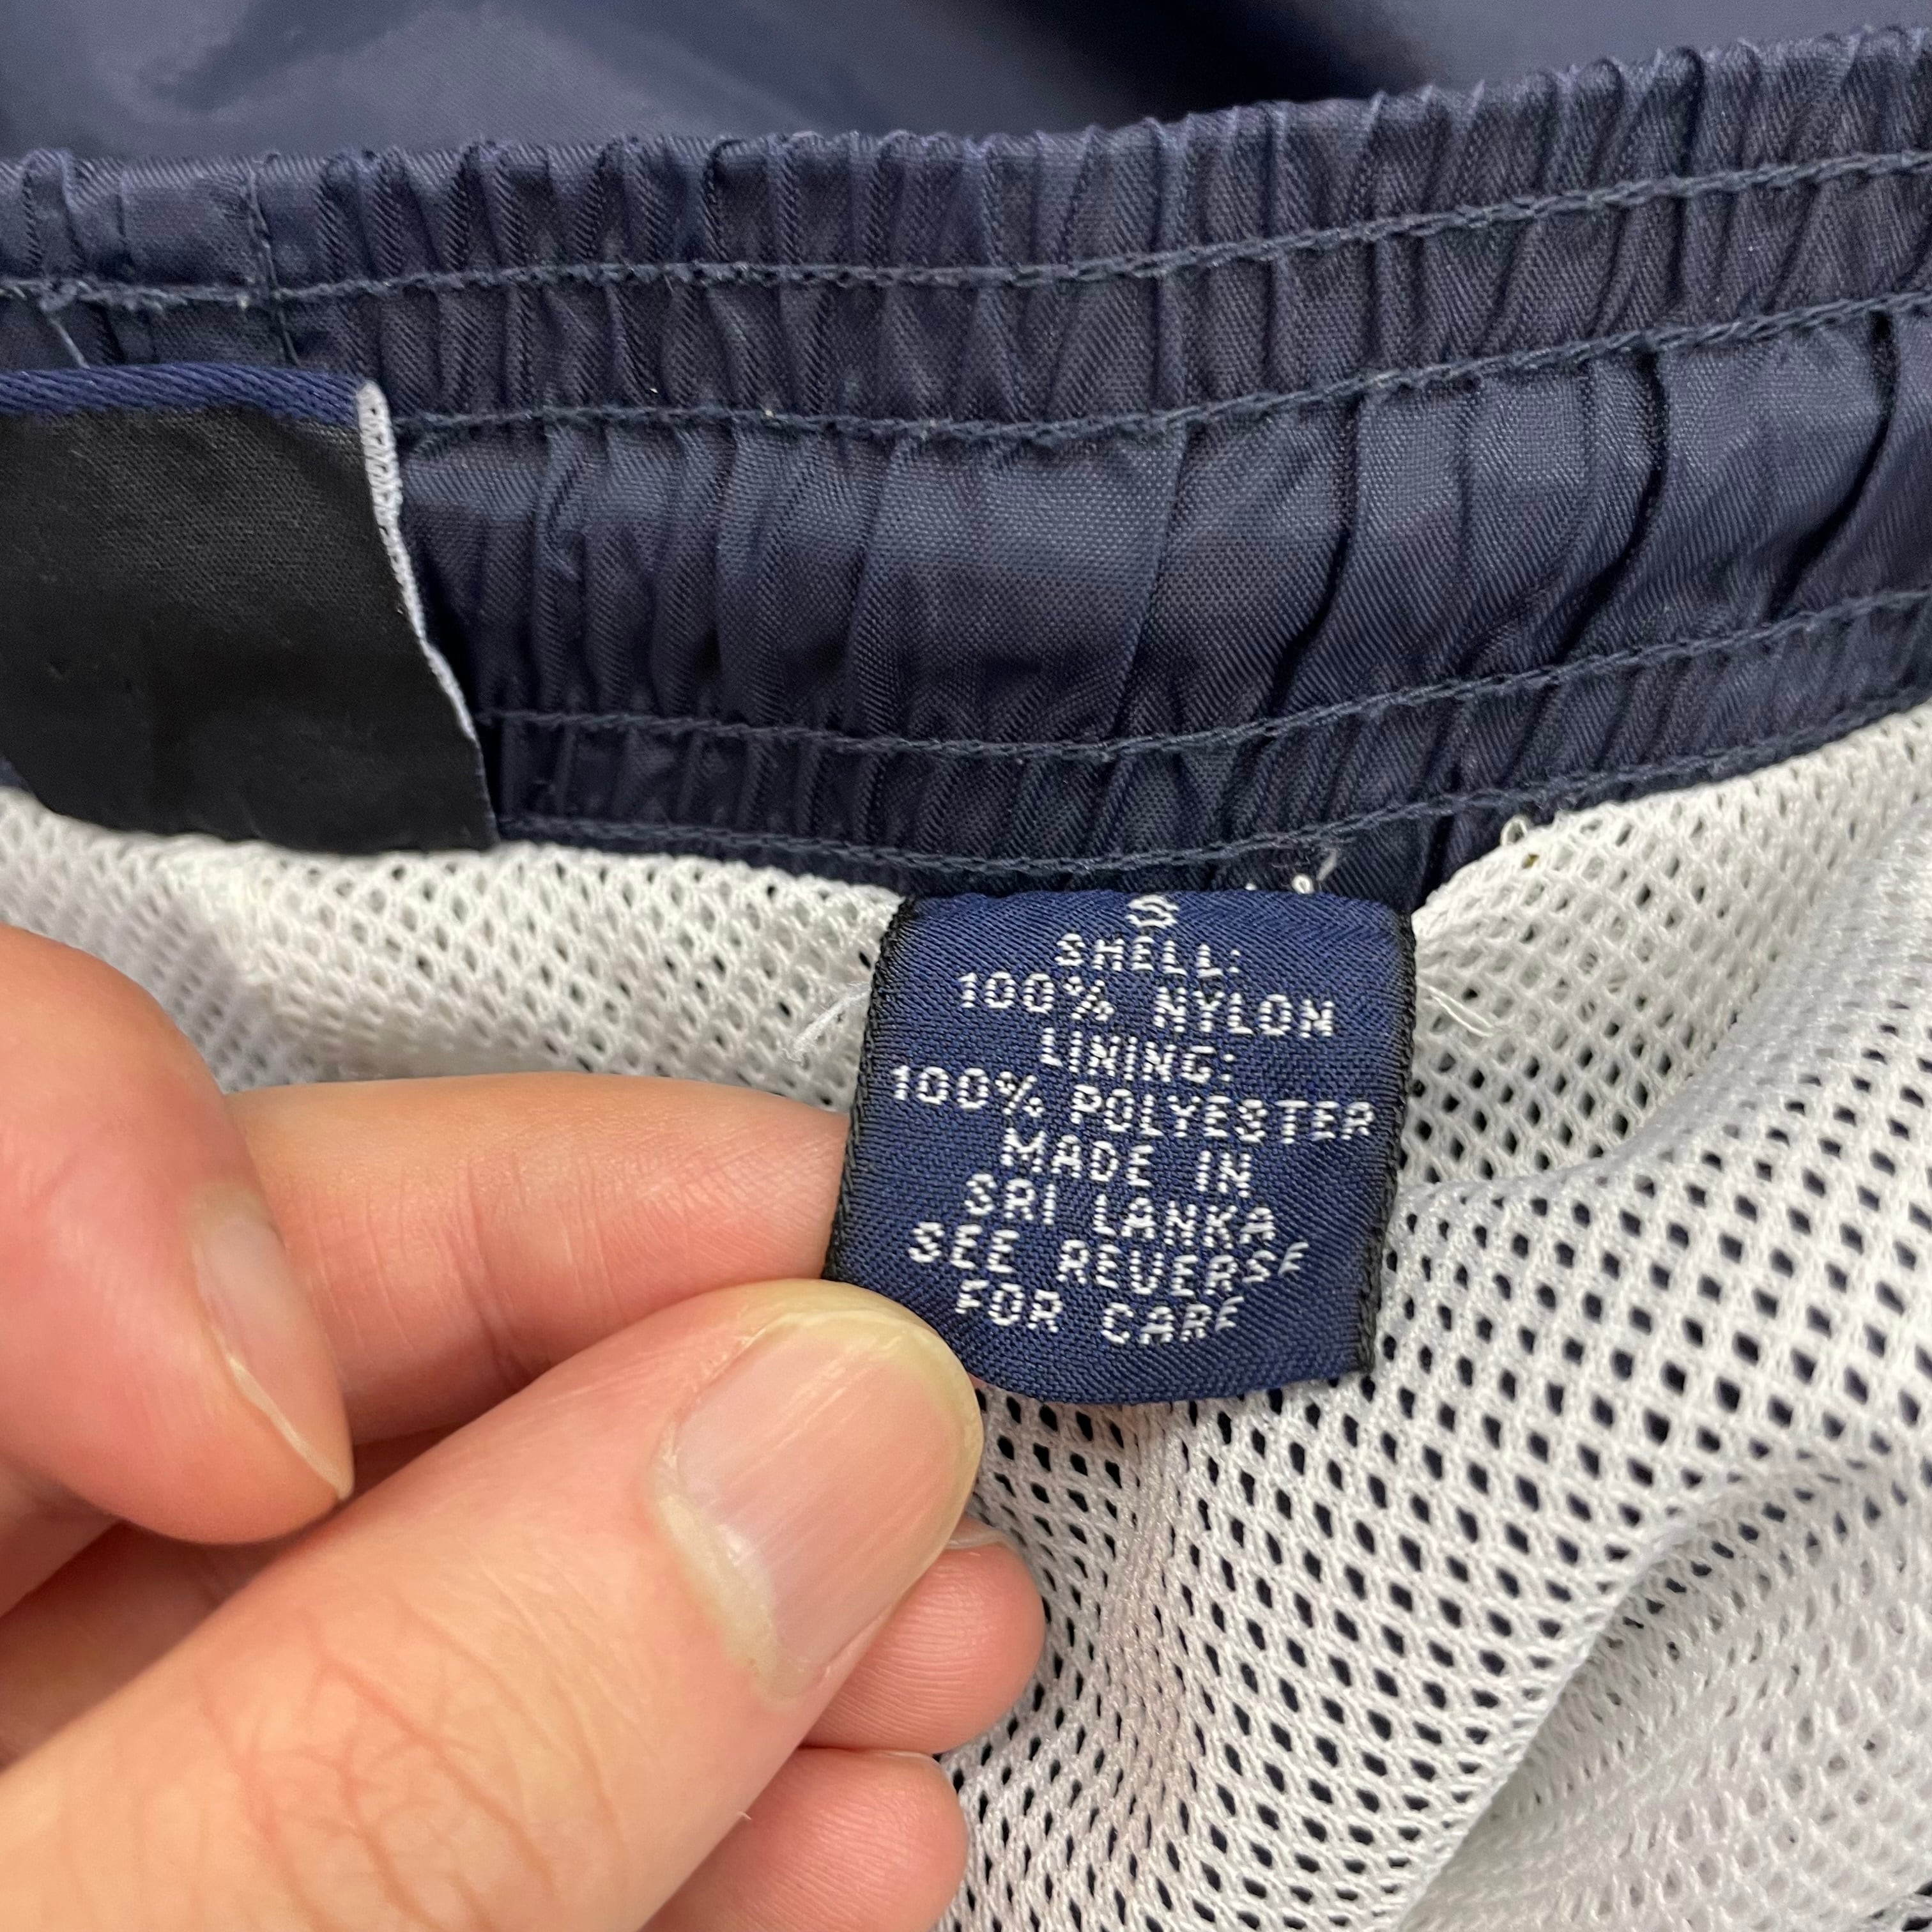 S
SHELL:
100% NYLON
LINING:
100% POLYESTER
MADE IN
SRI LANKA
SEE REVERSE
FOR CARE